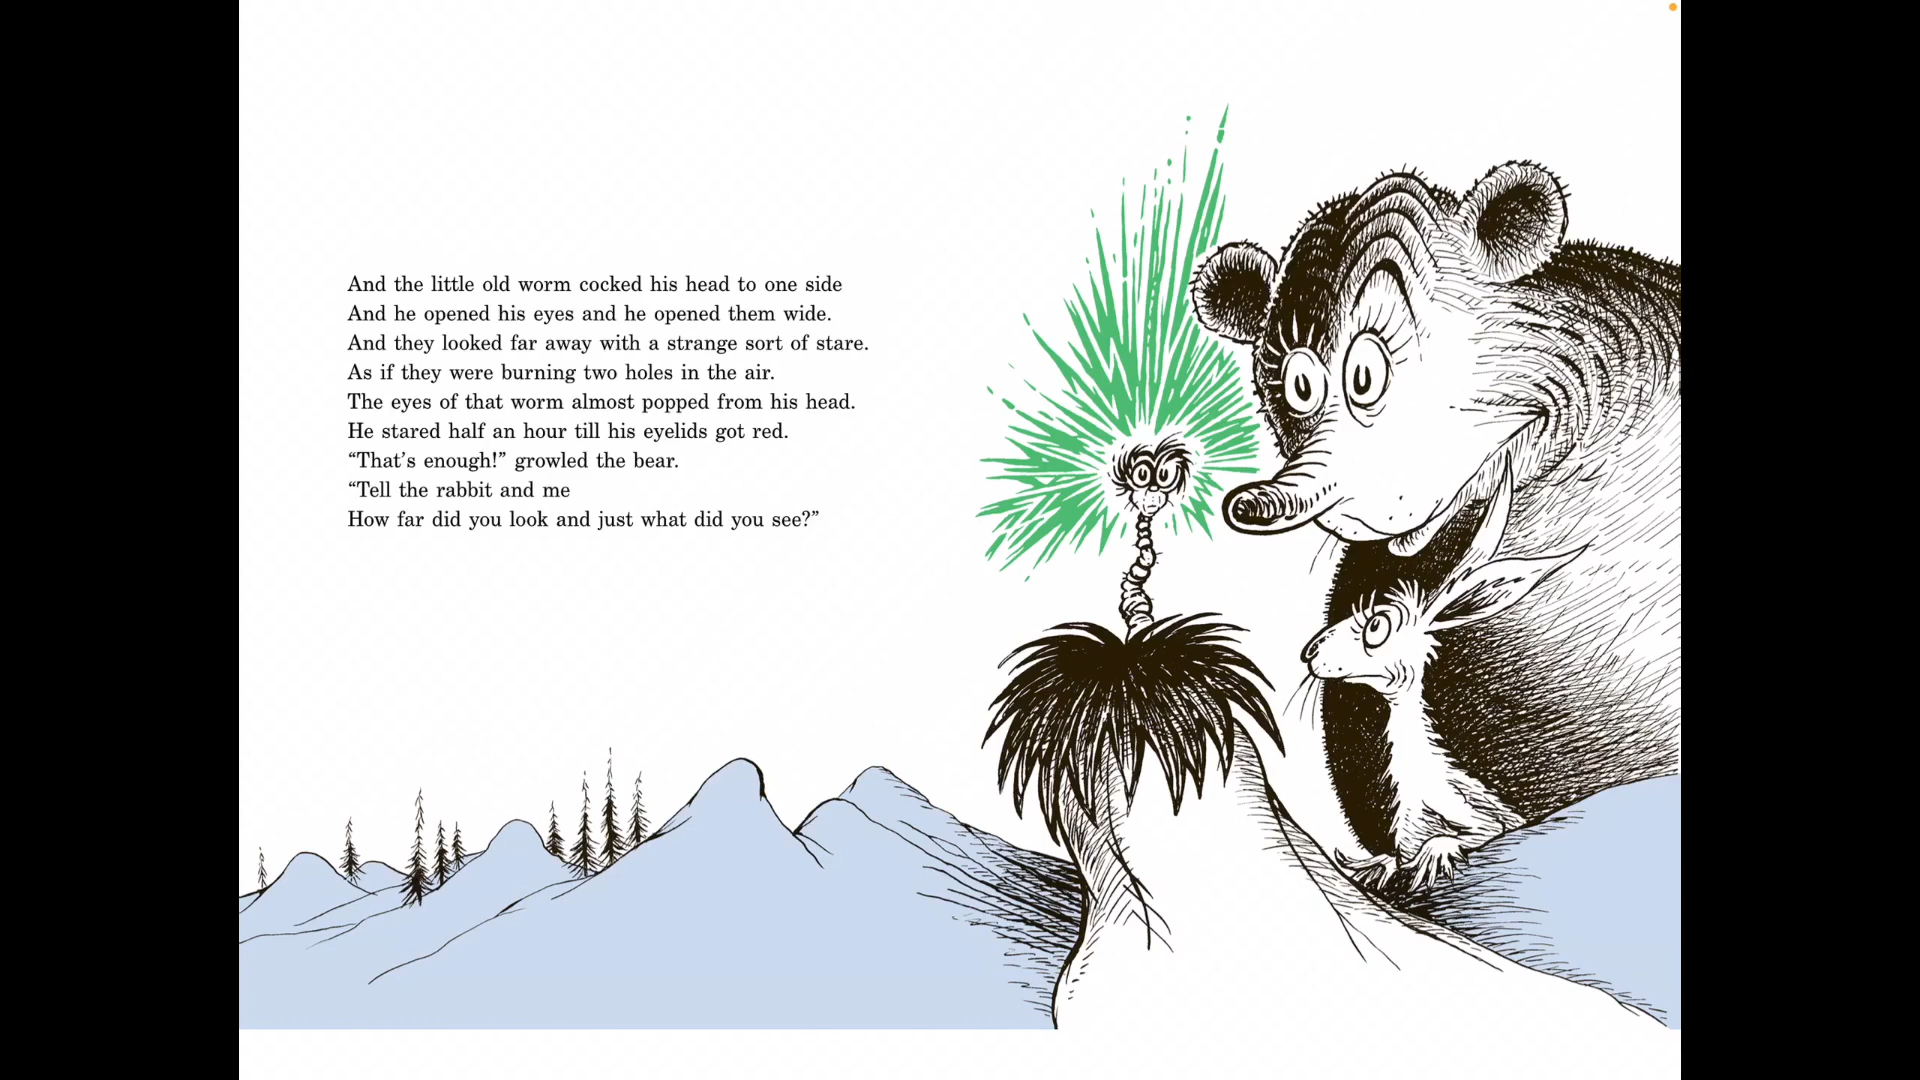 And the little old worm cocked his head to one side
And he opened his eyes and he opened them wide.
And they looked far away with a strange sort of stare.
As if they were burning two holes in the air.
The eyes of that worm almost popped from his head.
He stared half an hour till his eyelids got red.
“That’s enough!” growled the bear.
“Tell the rabbit and me
How far did you look and just what did you see?”